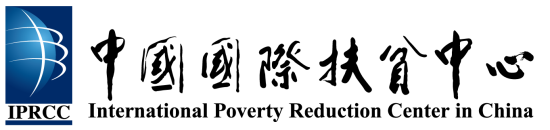 中國國際扶貧中心
IPRCC
International Poverty Reduction Center in China